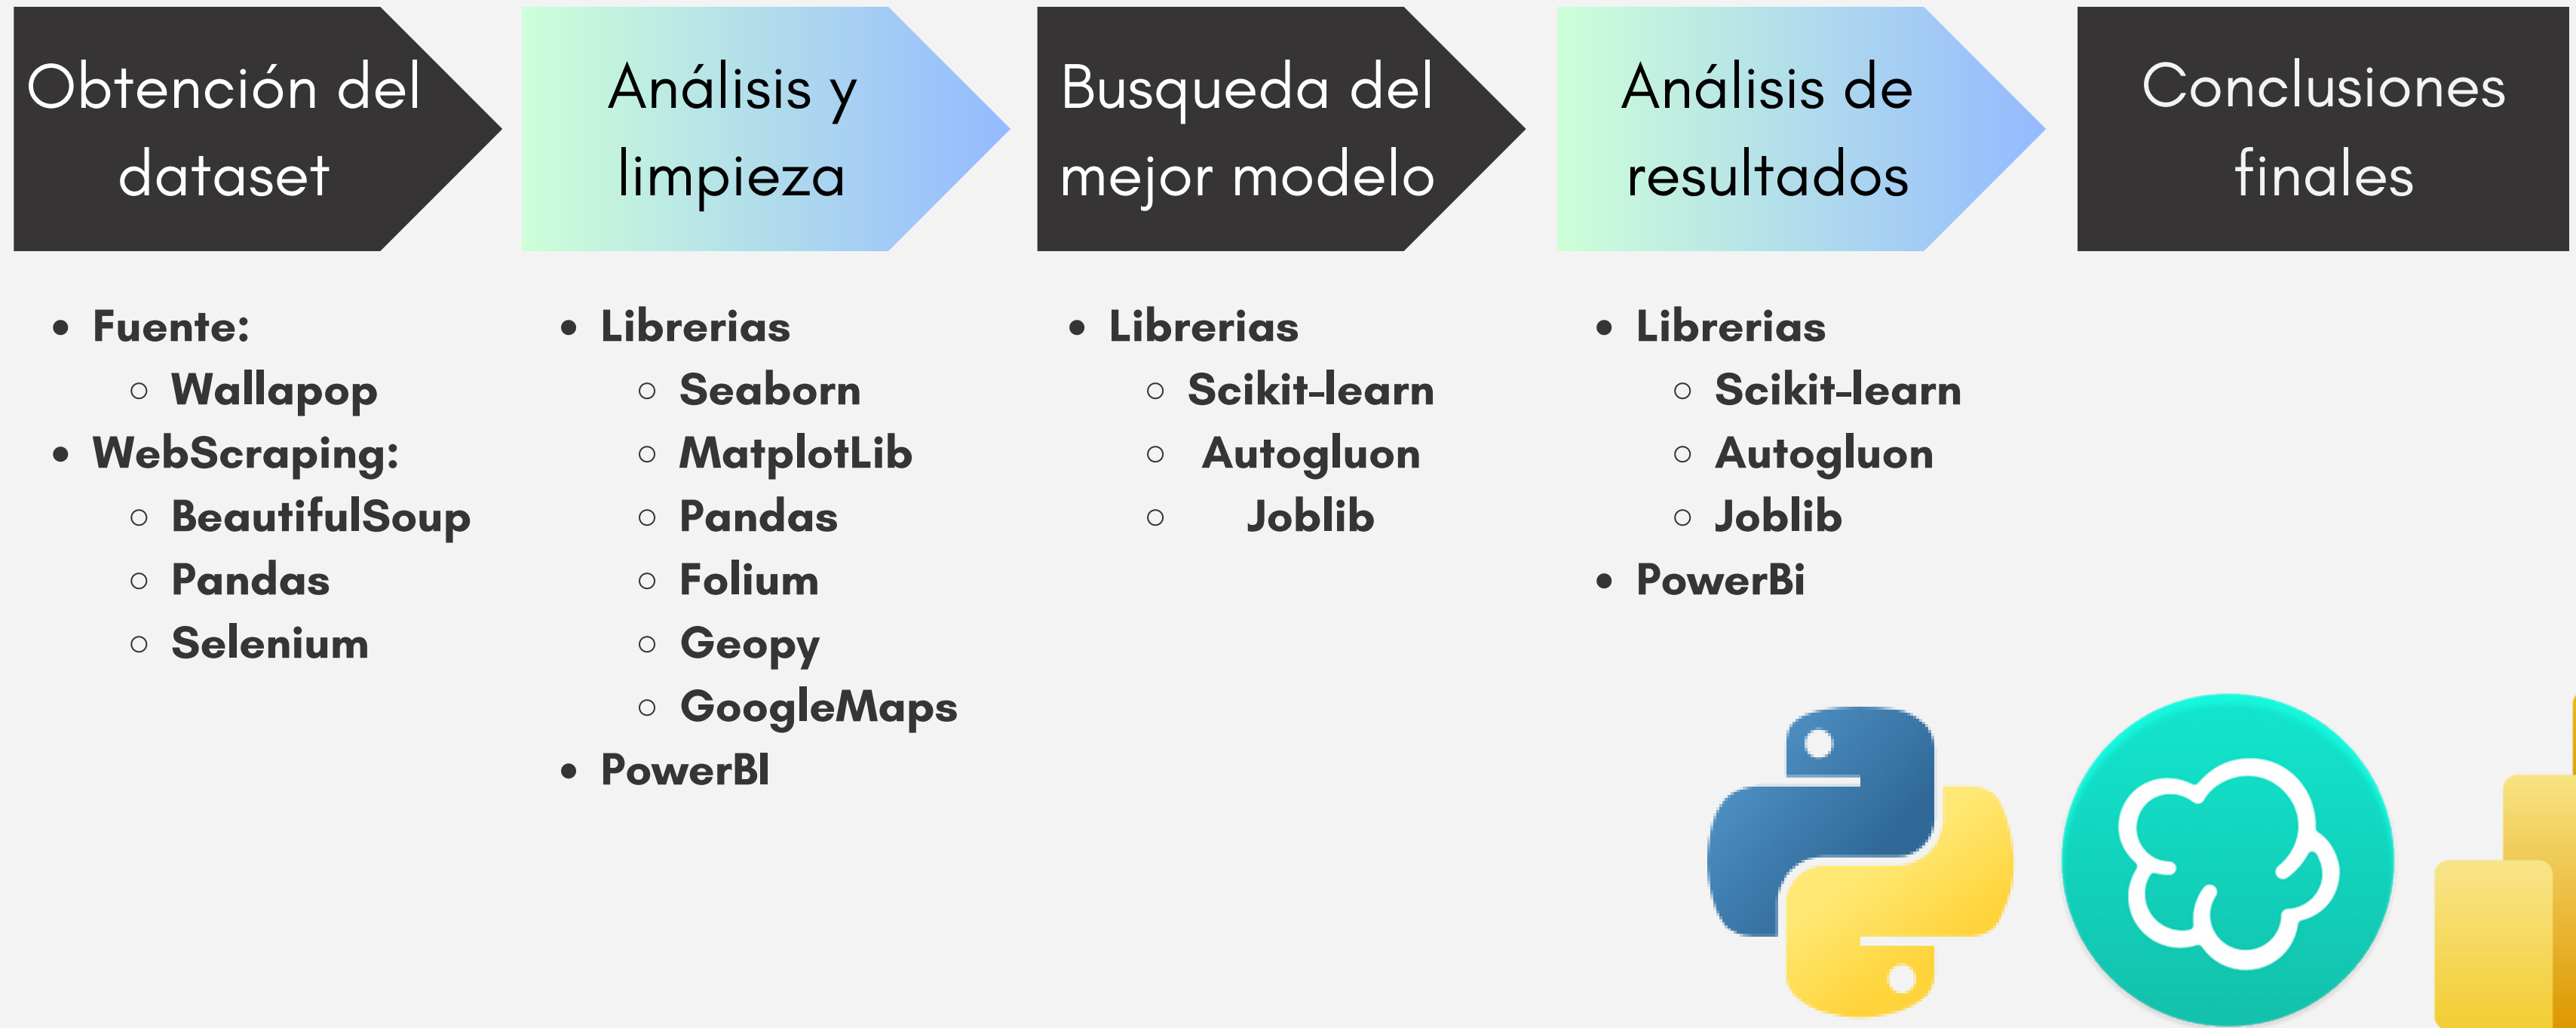 Obtención del
dataset
Análisis y
limpieza
Busqueda del
mejor modelo
Análisis de
resultados
Conclusiones
finales
Fuente:
Wallapop
WebScraping:
BeautifulSoup
Pandas
Selenium
Librerias
Seaborn
MatplotLib
Pandas
Folium
Geopy
GoogleMaps
PowerBI
Librerias
Scikit-learn
Autogluon
Joblib
Librerias
Scikit-learn
Autogluon
Joblib
PowerBi